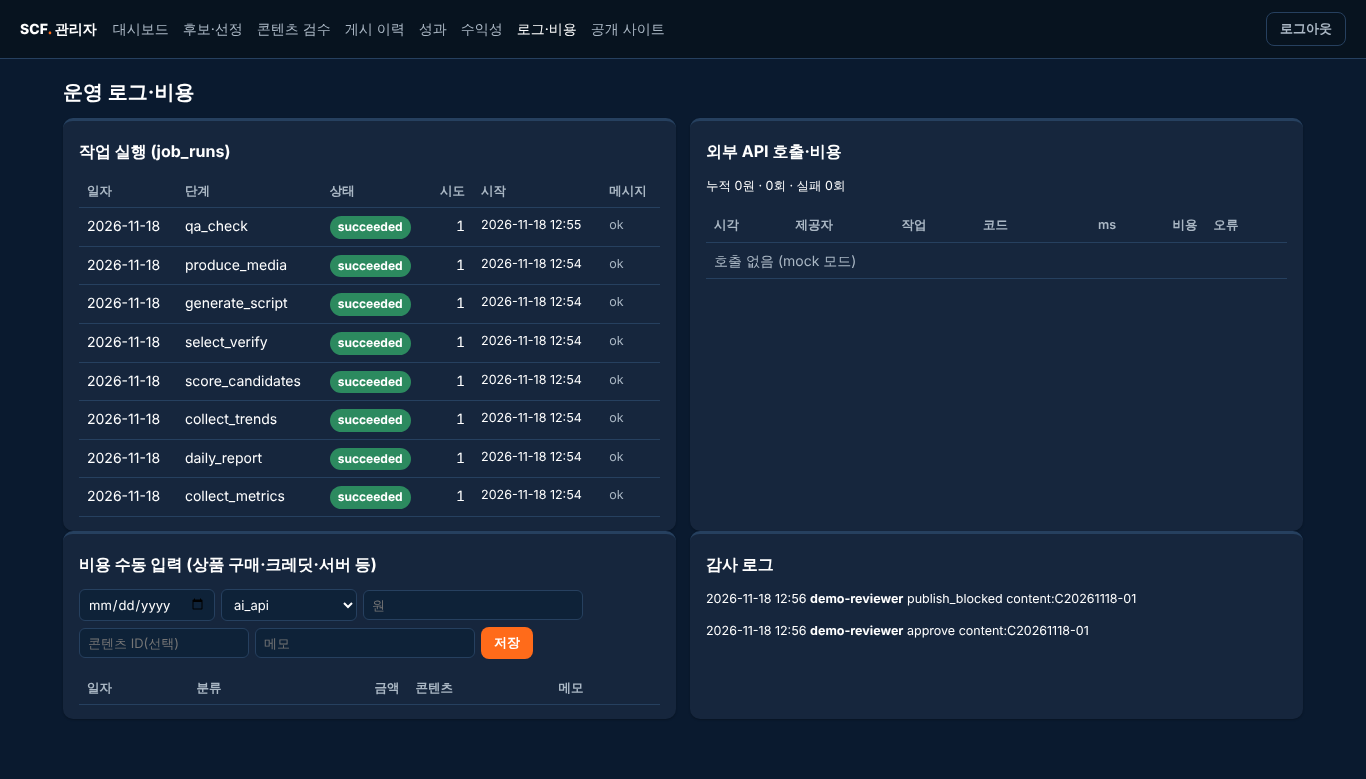 SCF. 관리자 대시보드 후보·선정 콘텐츠 검수 게시 이력 성과 수익성 로그·비용 공개 사이트 로그아웃
운영 로그·비용
작업 실행 (job_runs)
일자 단계 상태 시도 시작 메시지
2026-11-18 qa_check succeeded 1 2026-11-18 12:55 ok
2026-11-18 produce_media succeeded 1 2026-11-18 12:54 ok
2026-11-18 generate_script succeeded 1 2026-11-18 12:54 ok
2026-11-18 select_verify succeeded 1 2026-11-18 12:54 ok
2026-11-18 score_candidates succeeded 1 2026-11-18 12:54 ok
2026-11-18 collect_trends succeeded 1 2026-11-18 12:54 ok
2026-11-18 daily_report succeeded 1 2026-11-18 12:54 ok
2026-11-18 collect_metrics succeeded 1 2026-11-18 12:54 ok
외부 API 호출·비용
누적 0원 · 0회 · 실패 0회
시각 제공자 작업 코드 ms 비용 오류
호출 없음 (mock 모드)
비용 수동 입력 (상품 구매·크레딧·서버 등)
mm/dd/yyyy ai_api 원
콘텐츠 ID(선택) 메모 저장
일자 분류 금액 콘텐츠 메모
감사 로그
2026-11-18 12:56 demo-reviewer publish_blocked content:C20261118-01
2026-11-18 12:56 demo-reviewer approve content:C20261118-01